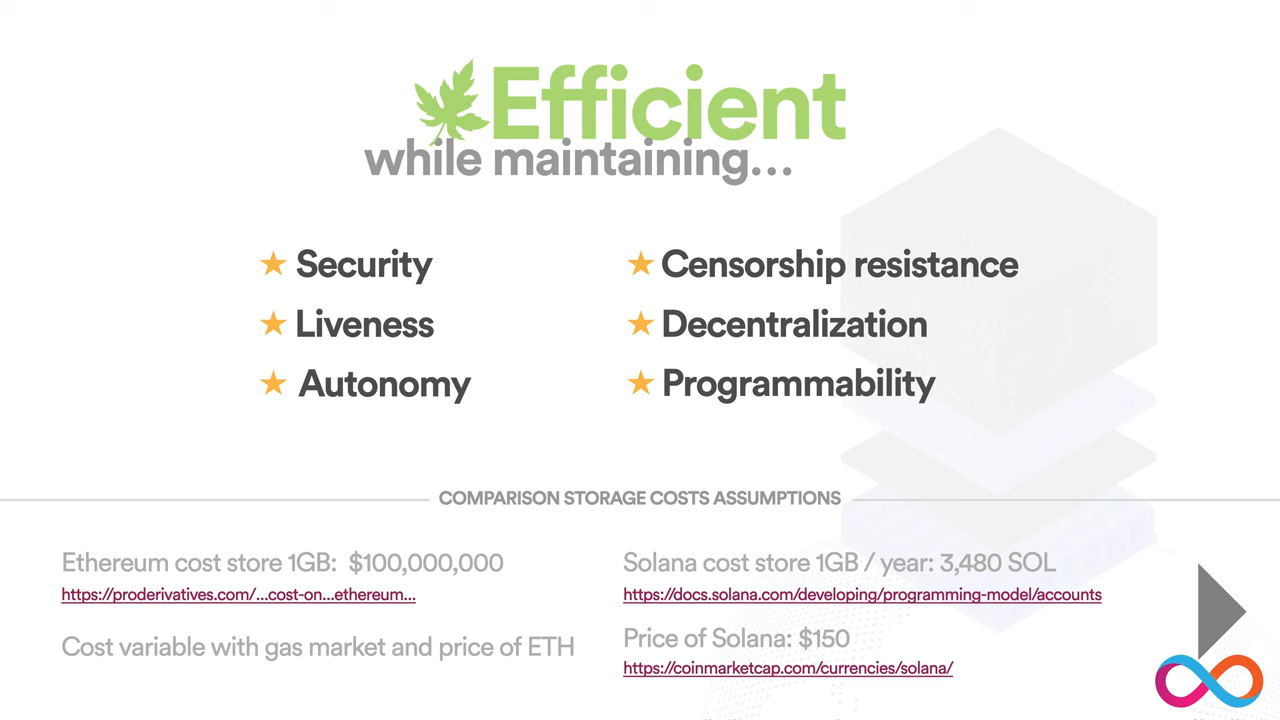 Efficient
while maintaining…
Security
Liveness
Autonomy
Censorship resistance
Decentralization
Programmability
COMPARISON STORAGE COSTS ASSUMPTIONS
Ethereum cost store 1GB: $100,000,000
https://proderivatives.com/...cost-on...ethereum...
Cost variable with gas market and price of ETH
Solana cost store 1GB / year: 3,480 SOL
https://docs.solana.com/developing/programming-model/accounts
Price of Solana: $150
https://coinmarketcap.com/currencies/solana/